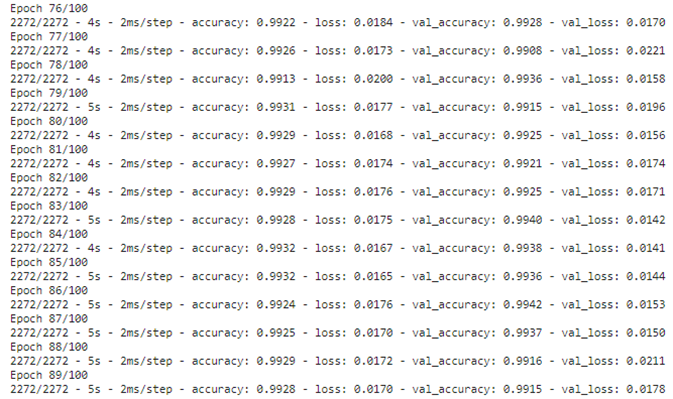 Epoch 76/100
2272/2272 - 4s - 2ms/step - accuracy: 0.9922 - loss: 0.0184 - val_accuracy: 0.9928 - val_loss: 0.0170
Epoch 77/100
2272/2272 - 4s - 2ms/step - accuracy: 0.9926 - loss: 0.0173 - val_accuracy: 0.9908 - val_loss: 0.0221
Epoch 78/100
2272/2272 - 4s - 2ms/step - accuracy: 0.9913 - loss: 0.0200 - val_accuracy: 0.9936 - val_loss: 0.0158
Epoch 79/100
2272/2272 - 5s - 2ms/step - accuracy: 0.9931 - loss: 0.0177 - val_accuracy: 0.9915 - val_loss: 0.0196
Epoch 80/100
2272/2272 - 4s - 2ms/step - accuracy: 0.9929 - loss: 0.0168 - val_accuracy: 0.9925 - val_loss: 0.0156
Epoch 81/100
2272/2272 - 4s - 2ms/step - accuracy: 0.9927 - loss: 0.0174 - val_accuracy: 0.9921 - val_loss: 0.0174
Epoch 82/100
2272/2272 - 4s - 2ms/step - accuracy: 0.9929 - loss: 0.0176 - val_accuracy: 0.9925 - val_loss: 0.0171
Epoch 83/100
2272/2272 - 5s - 2ms/step - accuracy: 0.9928 - loss: 0.0175 - val_accuracy: 0.9940 - val_loss: 0.0142
Epoch 84/100
2272/2272 - 4s - 2ms/step - accuracy: 0.9932 - loss: 0.0167 - val_accuracy: 0.9938 - val_loss: 0.0141
Epoch 85/100
2272/2272 - 5s - 2ms/step - accuracy: 0.9932 - loss: 0.0165 - val_accuracy: 0.9936 - val_loss: 0.0144
Epoch 86/100
2272/2272 - 5s - 2ms/step - accuracy: 0.9924 - loss: 0.0176 - val_accuracy: 0.9942 - val_loss: 0.0153
Epoch 87/100
2272/2272 - 5s - 2ms/step - accuracy: 0.9925 - loss: 0.0170 - val_accuracy: 0.9937 - val_loss: 0.0150
Epoch 88/100
2272/2272 - 5s - 2ms/step - accuracy: 0.9929 - loss: 0.0172 - val_accuracy: 0.9916 - val_loss: 0.0211
Epoch 89/100
2272/2272 - 5s - 2ms/step - accuracy: 0.9928 - loss: 0.0170 - val_accuracy: 0.9915 - val_loss: 0.0178